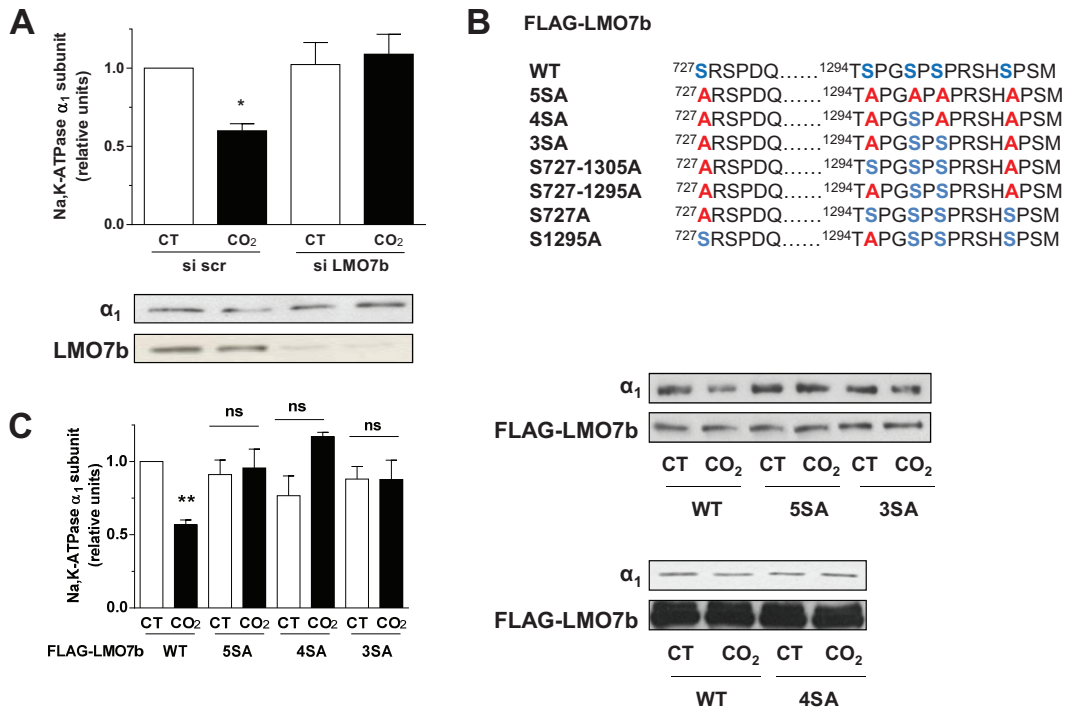 A
Na,K-ATPase α1 subunit
(relative units)
1.0
0.5
0.0
*
CT
CO2
CT
CO2
si scr
si LMO7b
α1
LMO7b
B
FLAG-LMO7b
WT 727SRSPDQ......1294TSPGSPSPRSHSPSM
5SA 727ARSPDQ......1294TAPGAPAPRSHAPSM
4SA 727ARSPDQ......1294TAPGSPAPRSHAPSM
3SA 727ARSPDQ......1294TAPGSPSPRSHAPSM
S727-1305A 727ARSPDQ......1294TSPGSPSPRSHAPSM
S727-1295A 727ARSPDQ......1294TAPGSPSPRSHAPSM
S727A 727ARSPDQ......1294TSPGSPSPRSHSPSM
S1295A 727SRSPDQ......1294TAPGSPSPRSHSPSM
C
Na,K-ATPase α1 subunit
(relative units)
1.0
0.5
0.0
**
ns
ns
ns
CT CO2 CT CO2 CT CO2 CT CO2
FLAG-LMO7b WT 5SA 4SA 3SA
α1
FLAG-LMO7b
CT CO2 CT CO2 CT CO2
WT 5SA 3SA
α1
FLAG-LMO7b
CT CO2 CT CO2
WT 4SA